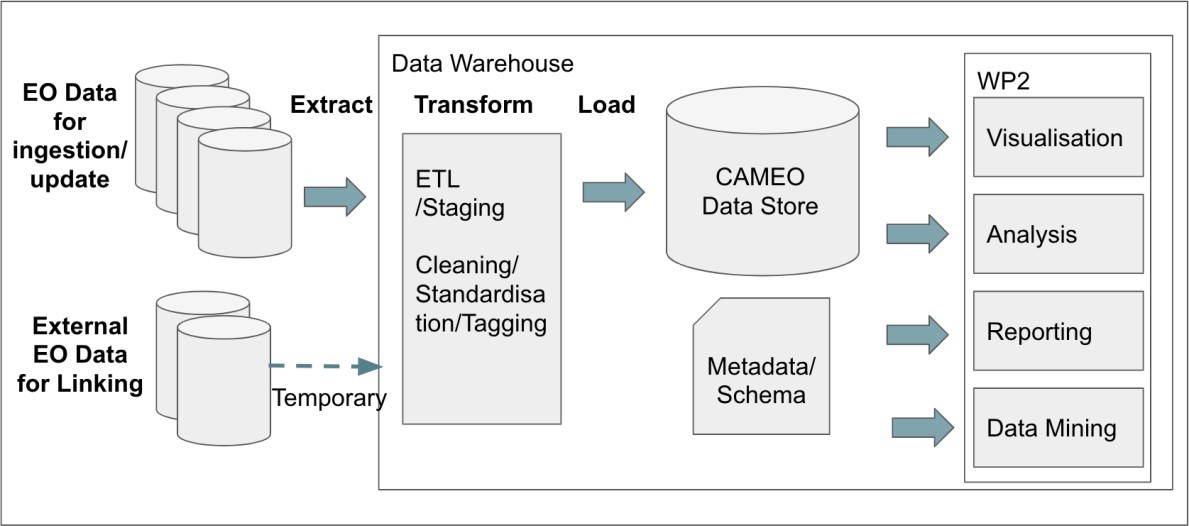 EO Data
for
ingestion/
update
Extract
External
EO Data
for Linking
Temporary
Data Warehouse
Transform
ETL
/Staging
Cleaning/
Standardisa
tion/Tagging
Load
CAMEO
Data Store
Metadata/
Schema
WP2
Visualisation
Analysis
Reporting
Data Mining